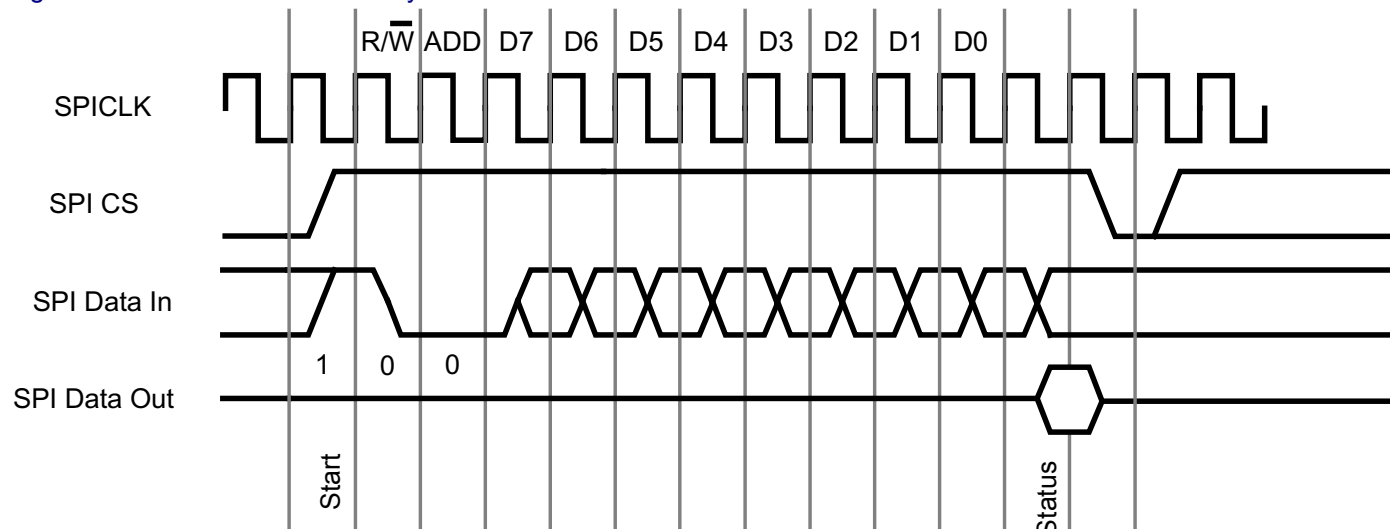 R/W ADD D7 D6 D5 D4 D3 D2 D1 D0
SPICLK
SPI CS
SPI Data In
1 0 0
SPI Data Out
Start
Status